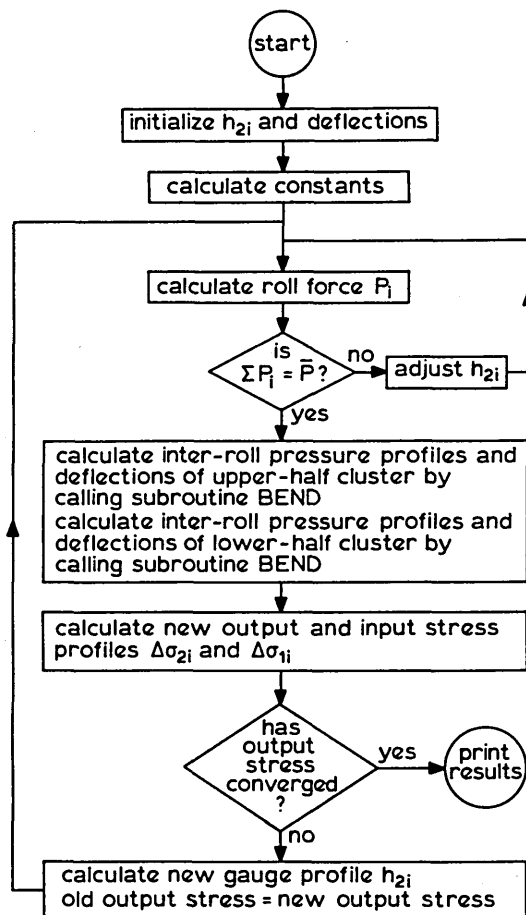 start
initialize h₂ᵢ and deflections
calculate constants
calculate roll force Pᵢ
is
ΣPᵢ = P̅ ?
no
adjust h₂ᵢ
yes
calculate inter-roll pressure profiles and
deflections of upper-half cluster by
calling subroutine BEND
calculate inter-roll pressure profiles and
deflections of lower-half cluster by
calling subroutine BEND
calculate new output and input stress
profiles Δσ₂ᵢ and Δσ₁ᵢ
has
output
stress
converged
?
yes
print
results
no
calculate new gauge profile h₂ᵢ
old output stress = new output stress